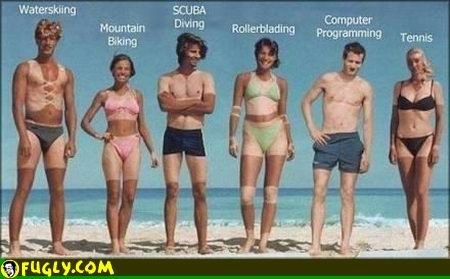 Waterskiing
Mountain
Biking
SCUBA
Diving
Rollerblading
Computer
Programming
Tennis
FUGLY.COM